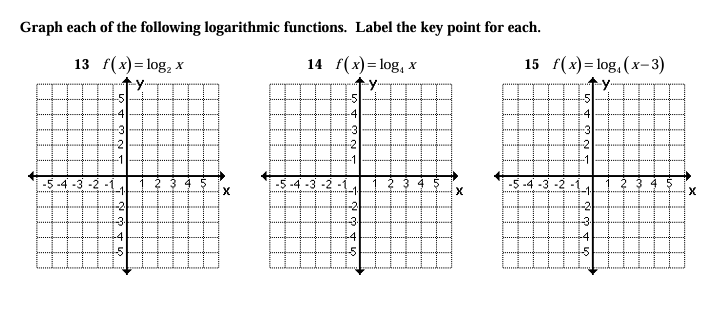 Graph each of the following logarithmic functions. Label the key point for each.
13 f(x)=log₂ x
14 f(x)=log₄ x
15 f(x)=log₄(x−3)
y
5
4
3
2
1
-5 -4 -3 -2 -1 1 2 3 4 5
x
-1
-2
-3
4
-5
y
5
4
3
2
1
-5 -4 -3 -2 -1 1 2 3 4 5
x
-1
-2
-3
4
-5
y
5
4
3
2
1
-5 -4 -3 -2 -1 1 2 3 4 5
x
-1
-2
-3
4
-5